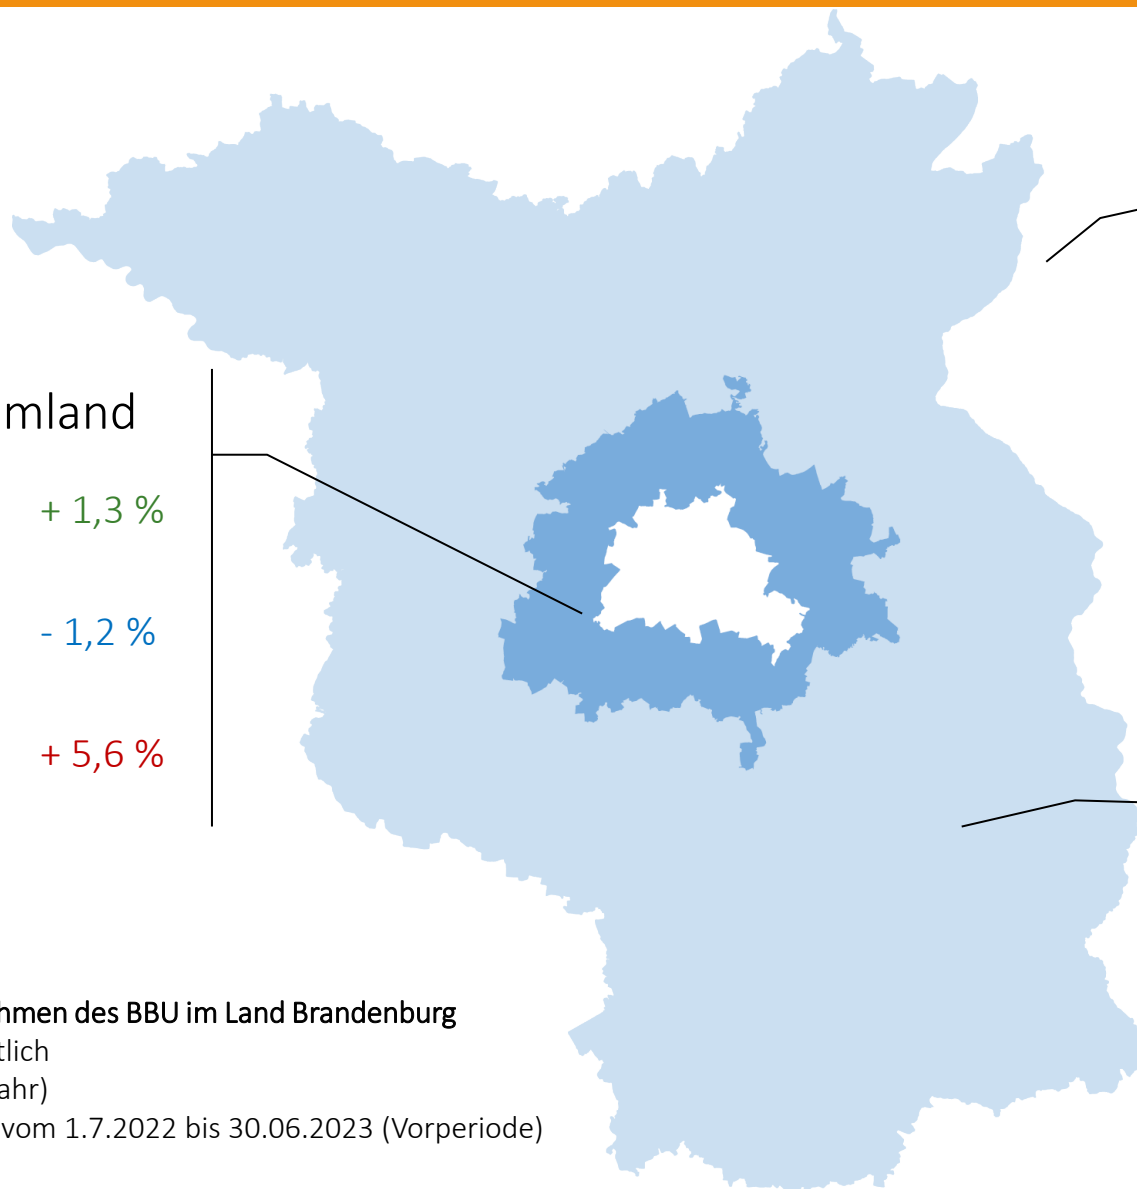 mland
+ 1,3 %
- 1,2 %
+ 5,6 %
hmen des BBU im Land Brandenburg
tlich
ahr)
vom 1.7.2022 bis 30.06.2023 (Vorperiode)